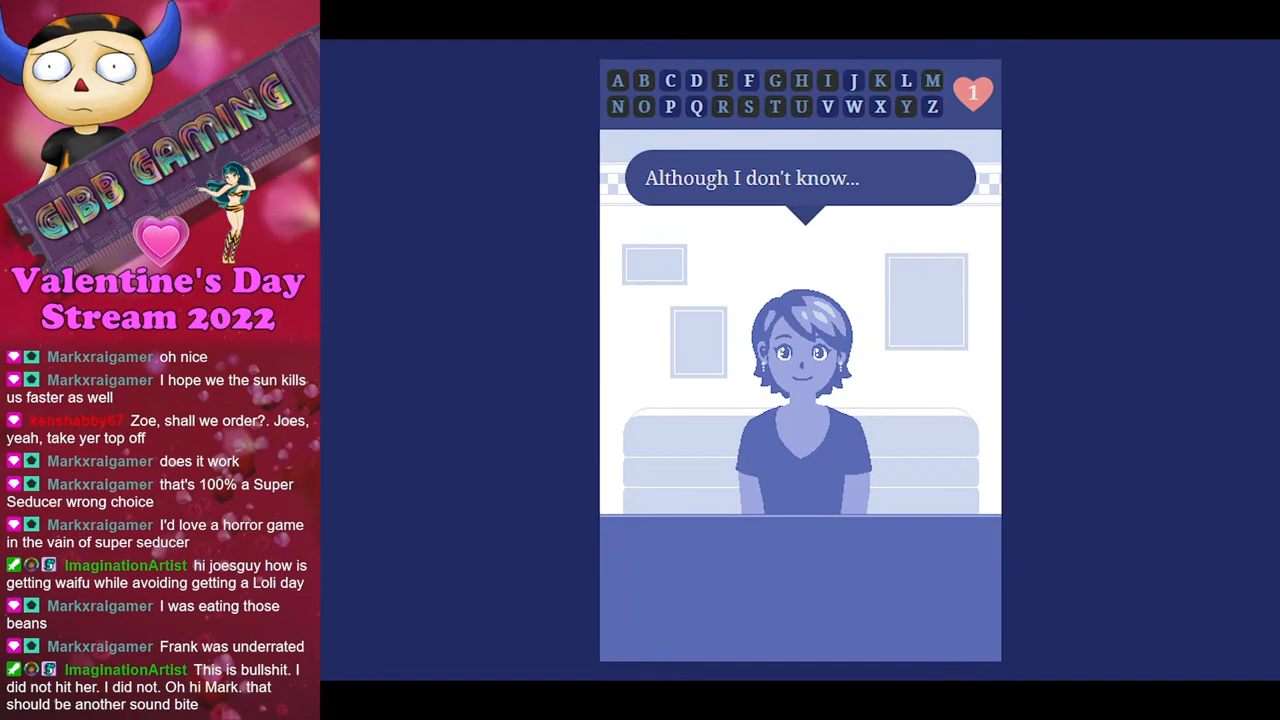 GIBB GAMING
Valentine's Day
Stream 2022
Markxraigamer oh nice
Markxraigamer I hope we the sun kills
us faster as well
kenshabby67 Zoe, shall we order?. Joes,
yeah, take yer top off
Markxraigamer does it work
Markxraigamer that's 100% a Super
Seducer wrong choice
Markxraigamer I'd love a horror game
in the vain of super seducer
ImaginationArtist hi joesguy how is
getting waifu while avoiding getting a Loli day
Markxraigamer I was eating those
beans
Markxraigamer Frank was underrated
ImaginationArtist This is bullshit. I
did not hit her. I did not. Oh hi Mark. that
should be another sound bite
A B C D E F G H I J K L M
N O P Q R S T U V W X Y Z
1
Although I don't know...